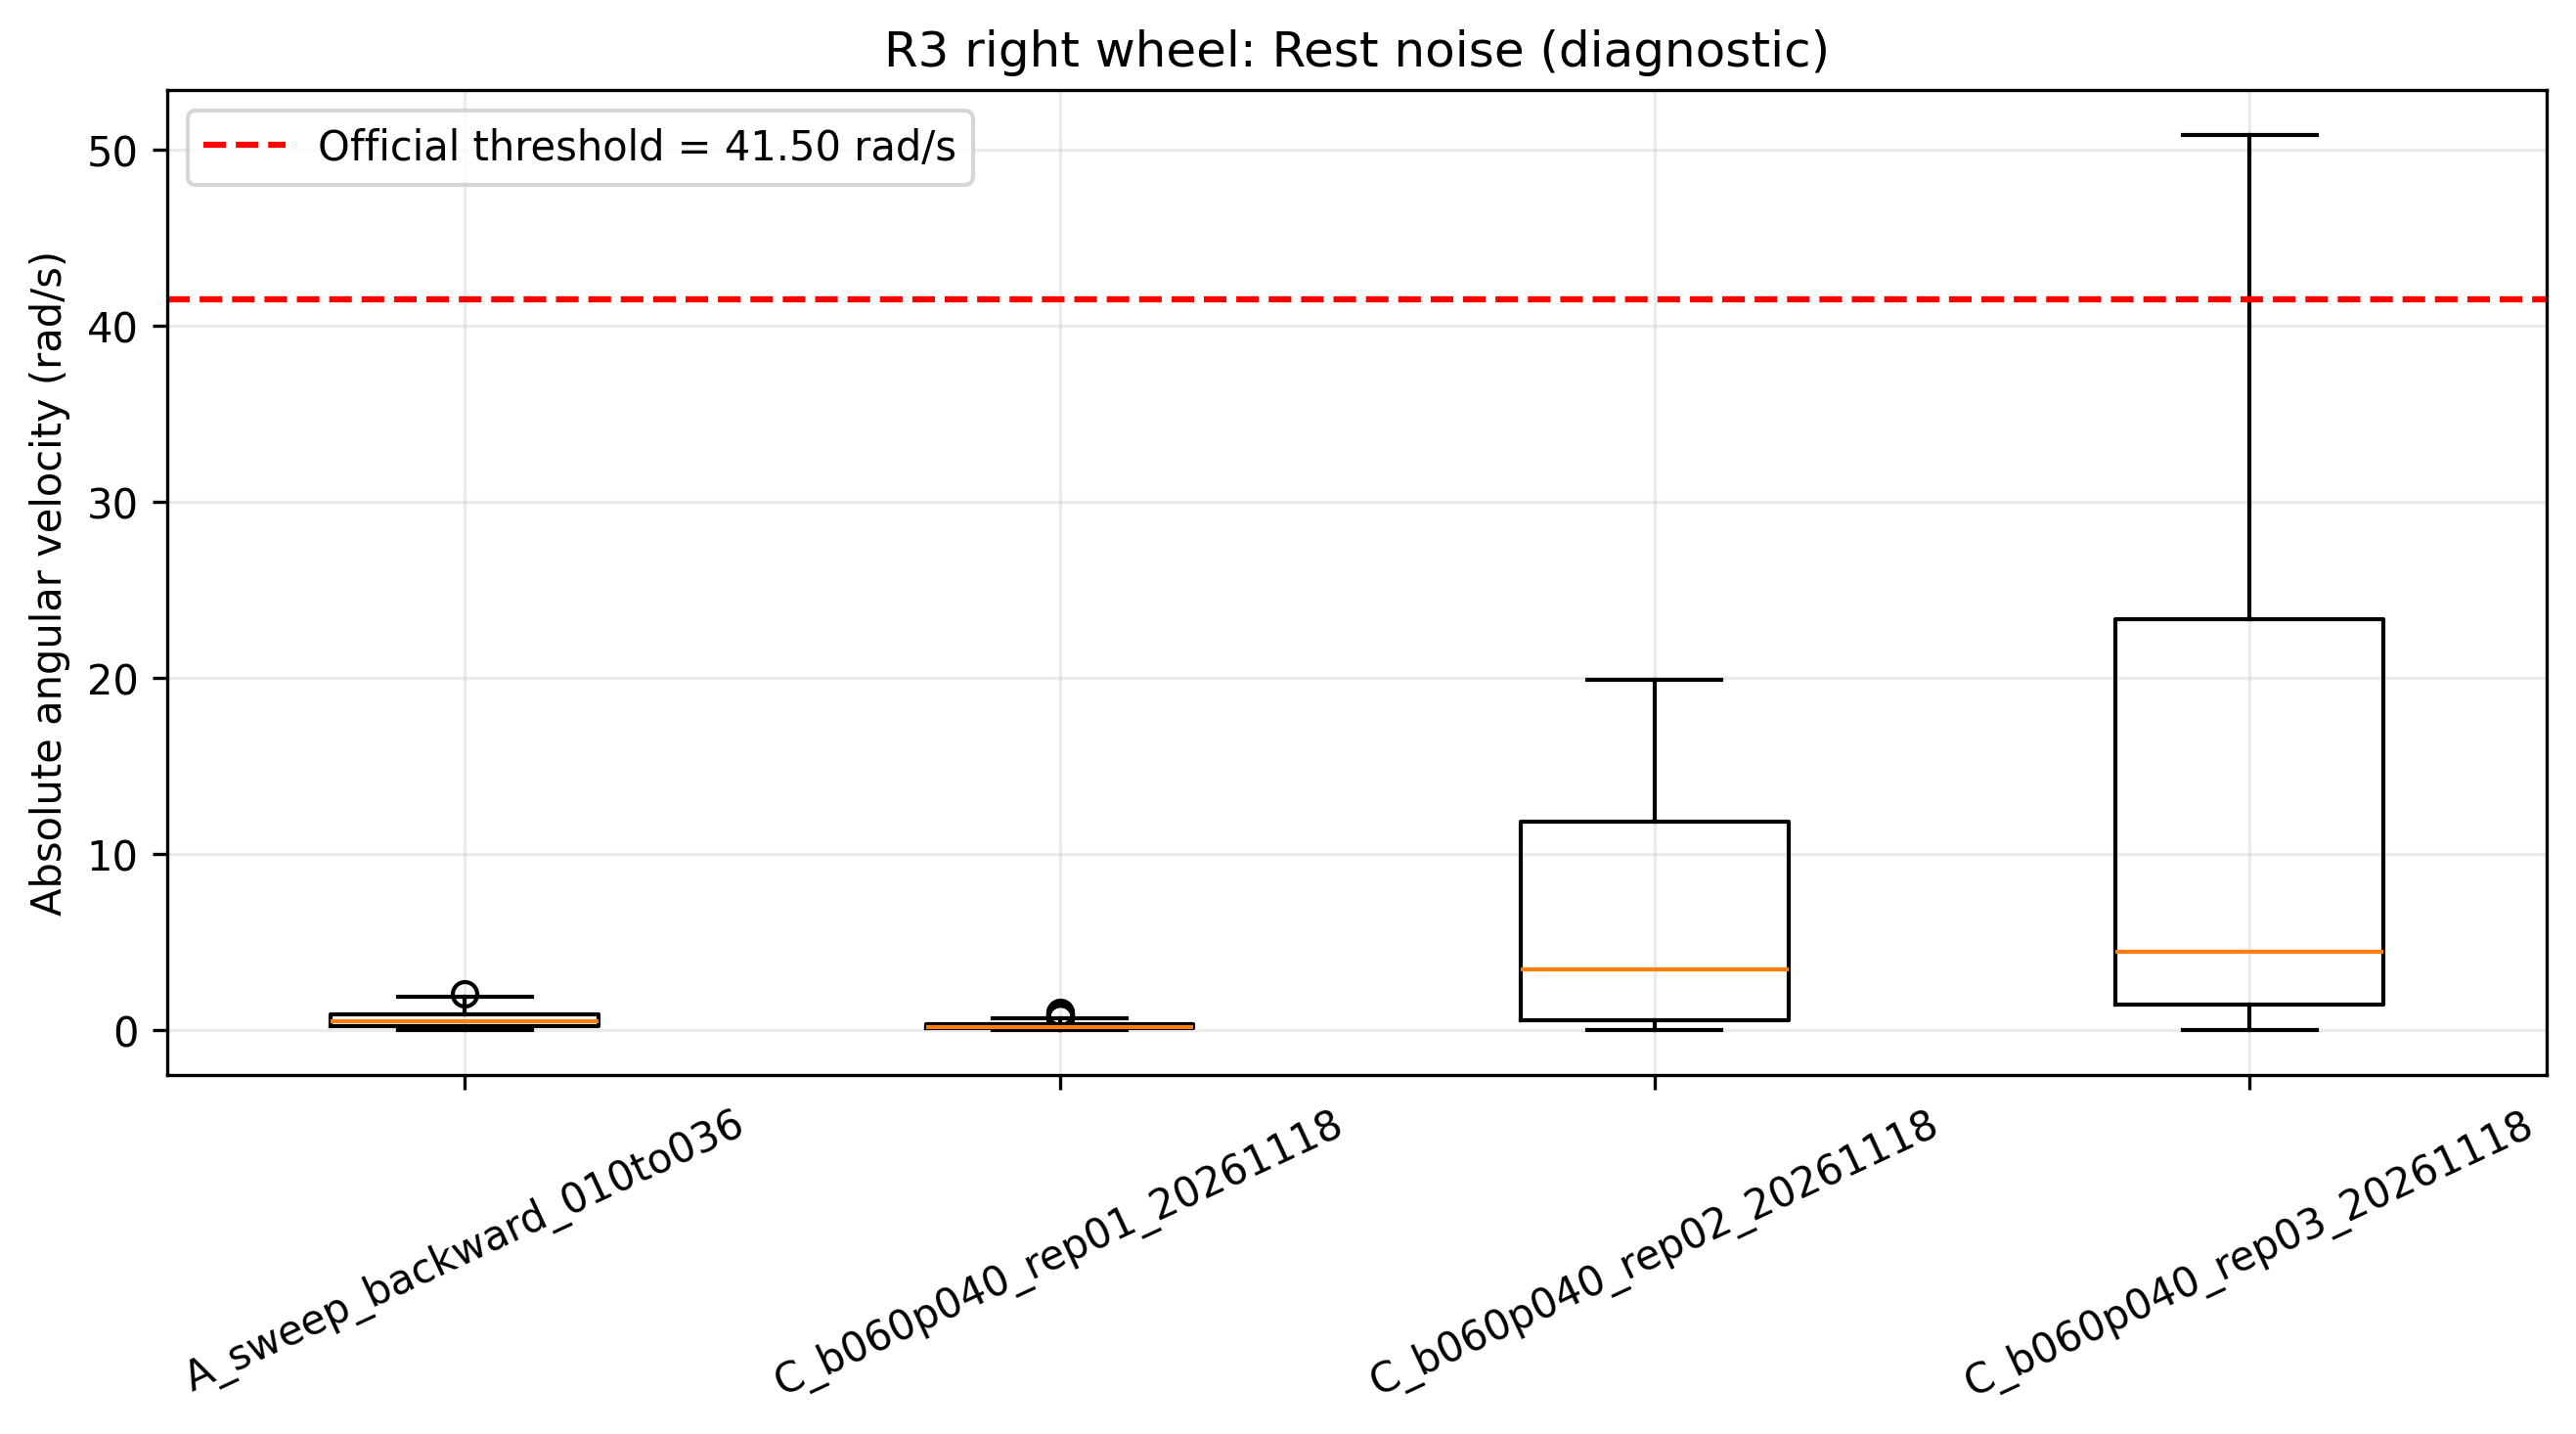 R3 right wheel: Rest noise (diagnostic)
Official threshold = 41.50 rad/s
Absolute angular velocity (rad/s)
50
40
30
20
10
0
A_sweep_backward_010to036
C_b060p040_rep01_20261118
C_b060p040_rep02_20261118
C_b060p040_rep03_20261118